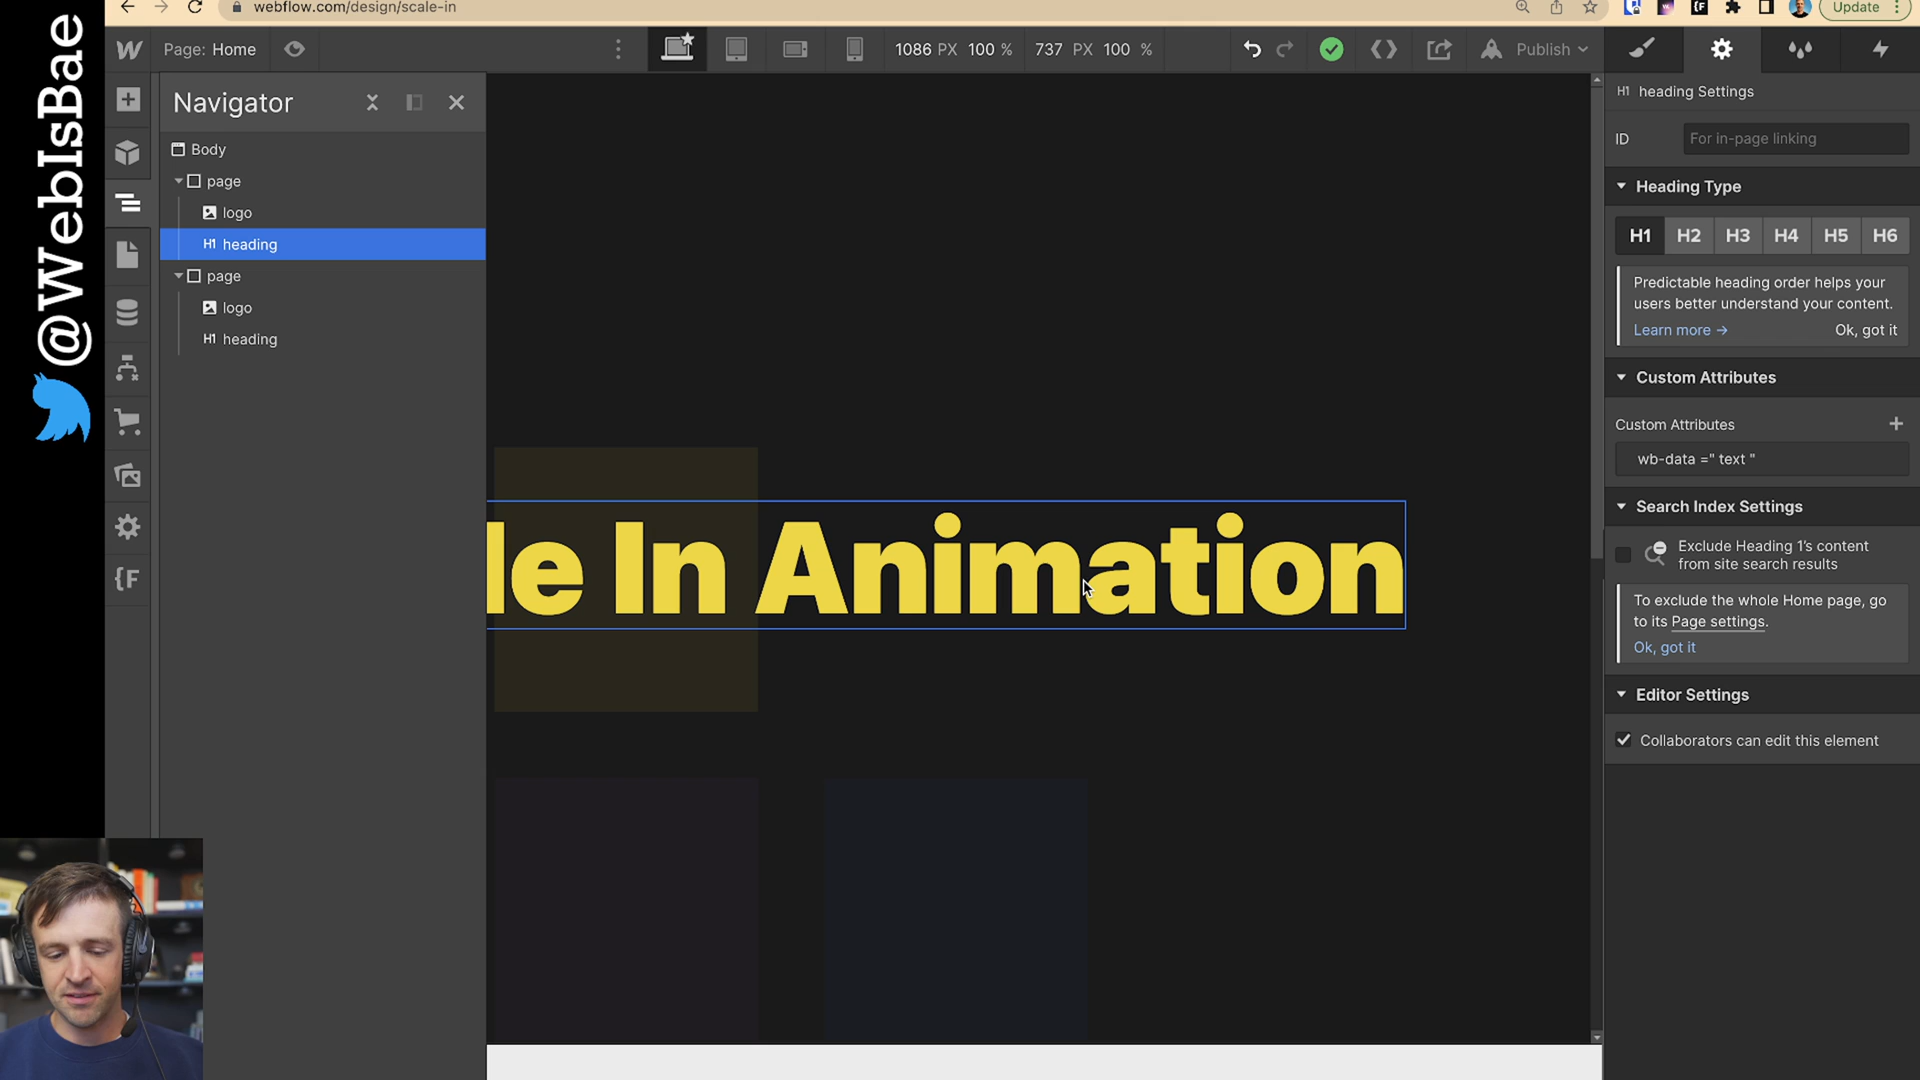 @WebIsBae
webflow.com/design/scale-in
Update
Page: Home
1086 PX 100 % 737 PX 100 %
Publish
Navigator
Body
page
logo
H1 heading
page
logo
H1 heading
le In Animation
H1 heading Settings
ID For in-page linking
Heading Type
H1 H2 H3 H4 H5 H6
Predictable heading order helps your
users better understand your content.
Learn more → Ok, got it
Custom Attributes
Custom Attributes +
wb-data =" text "
Search Index Settings
Exclude Heading 1's content
from site search results
To exclude the whole Home page, go
to its Page settings.
Ok, got it
Editor Settings
Collaborators can edit this element